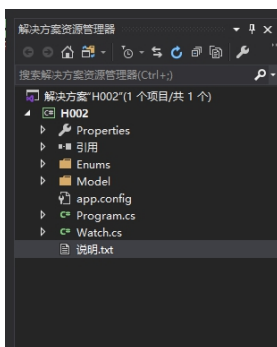 解决方案资源管理器
搜索解决方案资源管理器(Ctrl+;)
解决方案"H002"(1 个项目/共 1 个)
C# H002
Properties
引用
Enums
Model
app.config
C# Program.cs
C# Watch.cs
说明.txt